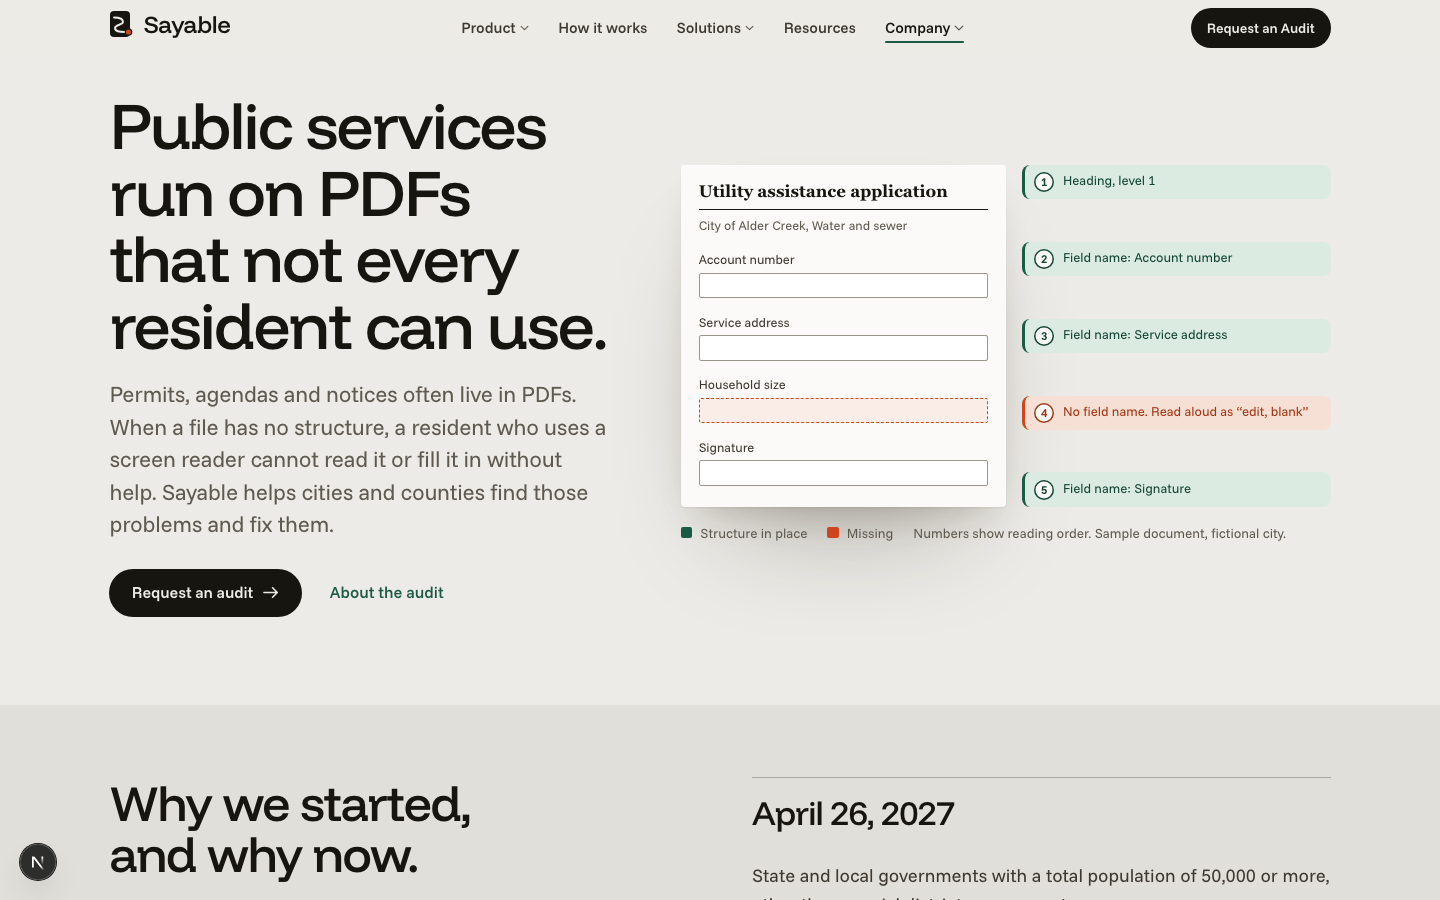 Sayable
Product
How it works
Solutions
Resources
Company
Request an Audit
Public services
run on PDFs
that not every
resident can use.
Permits, agendas and notices often live in PDFs.
When a file has no structure, a resident who uses a
screen reader cannot read it or fill it in without
help. Sayable helps cities and counties find those
problems and fix them.
Request an audit →
About the audit
Utility assistance application
City of Alder Creek, Water and sewer
Account number
Service address
Household size
Signature
1 Heading, level 1
2 Field name: Account number
3 Field name: Service address
4 No field name. Read aloud as “edit, blank”
5 Field name: Signature
Structure in place
Missing
Numbers show reading order. Sample document, fictional city.
Why we started,
and why now.
April 26, 2027
State and local governments with a total population of 50,000 or more,
N